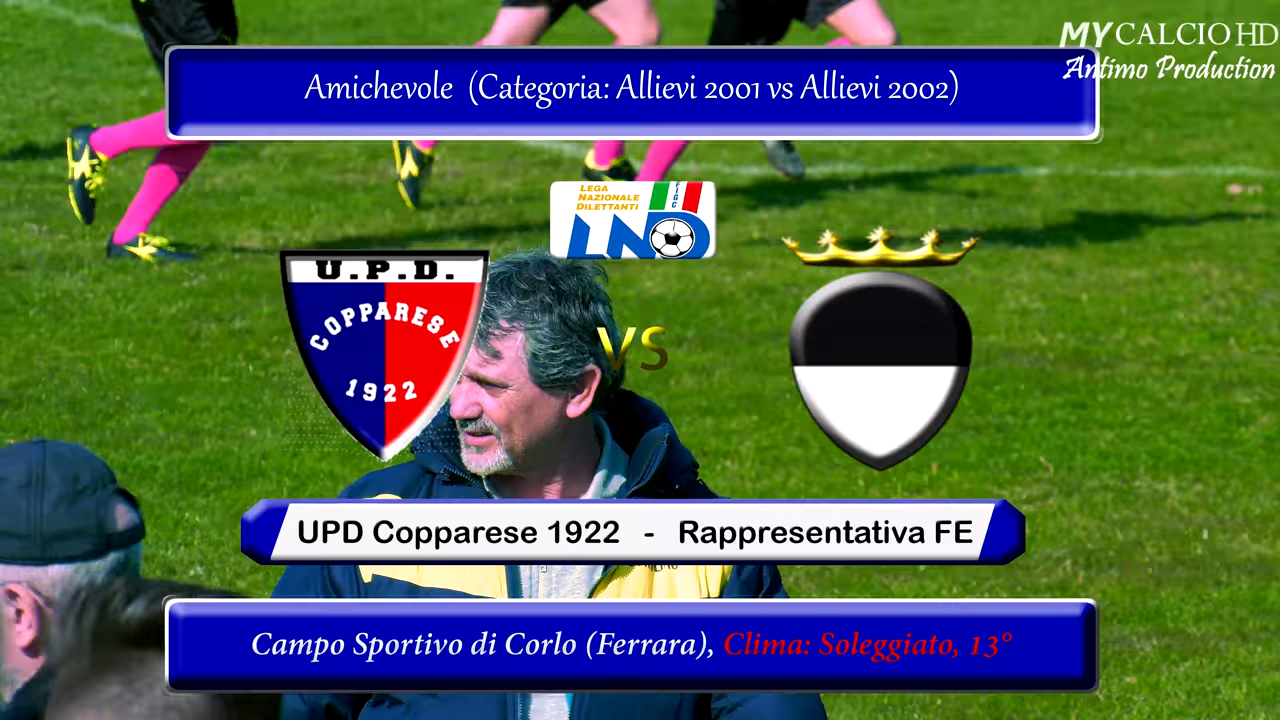 MY CALCIO HD
Antimo Production
Amichevole (Categoria: Allievi 2001 vs Allievi 2002)
LEGA
NAZIONALE
DILETTANTI
FIGC
LND
U.P.D.
COPPARESE
1922
VS
UPD Copparese 1922 - Rappresentativa FE
Campo Sportivo di Corlo (Ferrara), Clima: Soleggiato, 13°